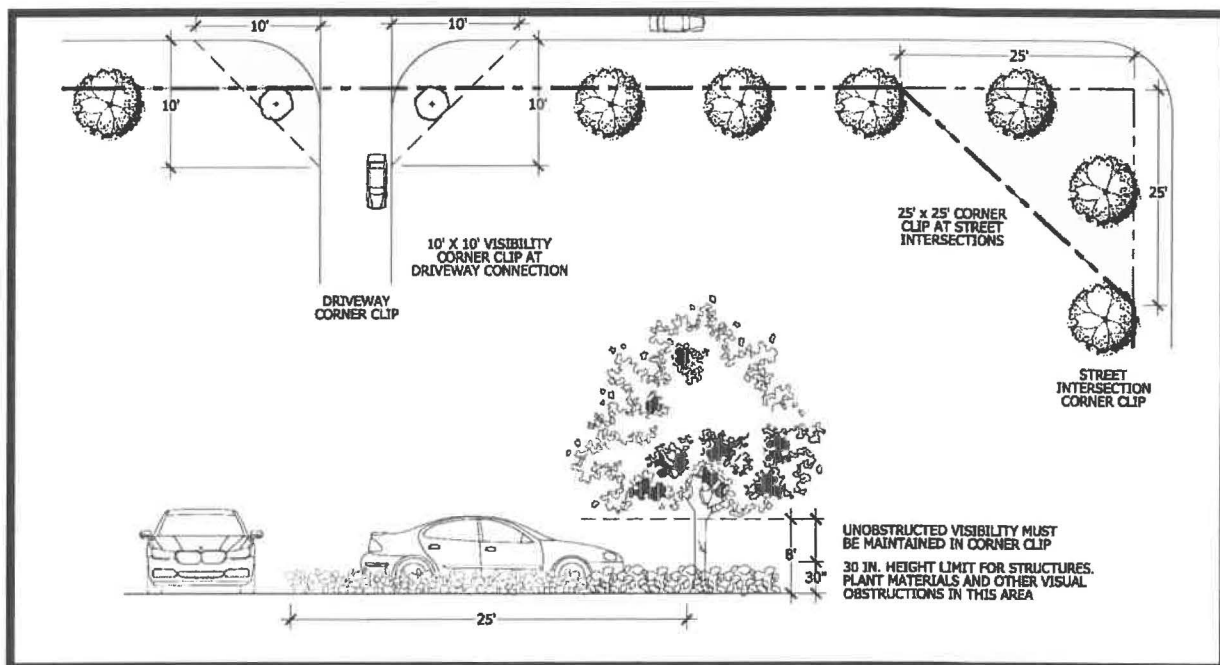 10'
10'
25'
10'
10'
25'
25' x 25' CORNER
CLIP AT STREET
INTERSECTIONS
10' X 10' VISIBILITY
CORNER CLIP AT
DRIVEWAY CONNECTION
DRIVEWAY
CORNER CLIP
STREET
INTERSECTION
CORNER CLIP
UNOBSTRUCTED VISIBILITY MUST
BE MAINTAINED IN CORNER CLIP
8'
30"
30 IN. HEIGHT LIMIT FOR STRUCTURES.
PLANT MATERIALS AND OTHER VISUAL
OBSTRUCTIONS IN THIS AREA
25'